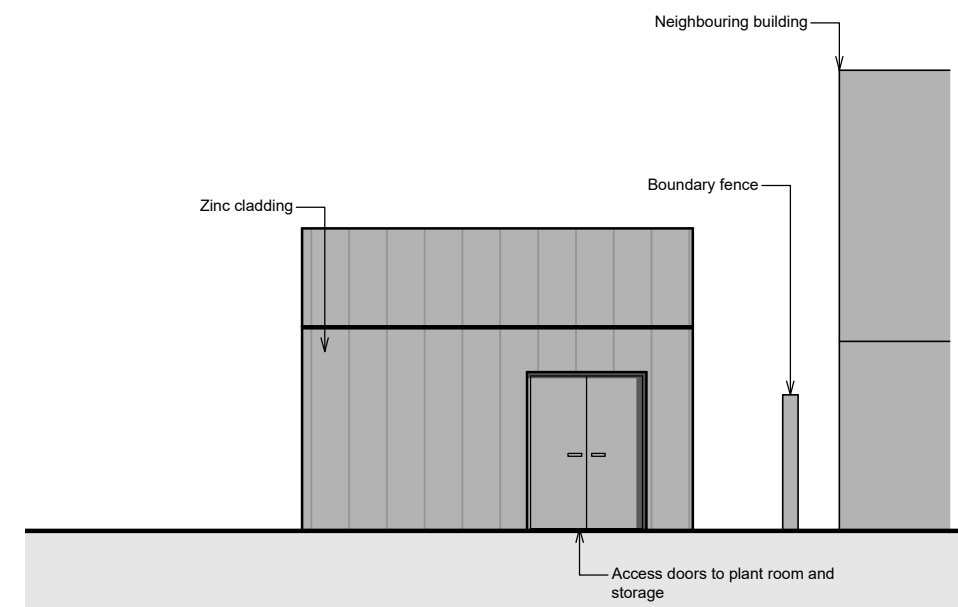 Neighbouring building
Boundary fence
Zinc cladding
Access doors to plant room and
storage